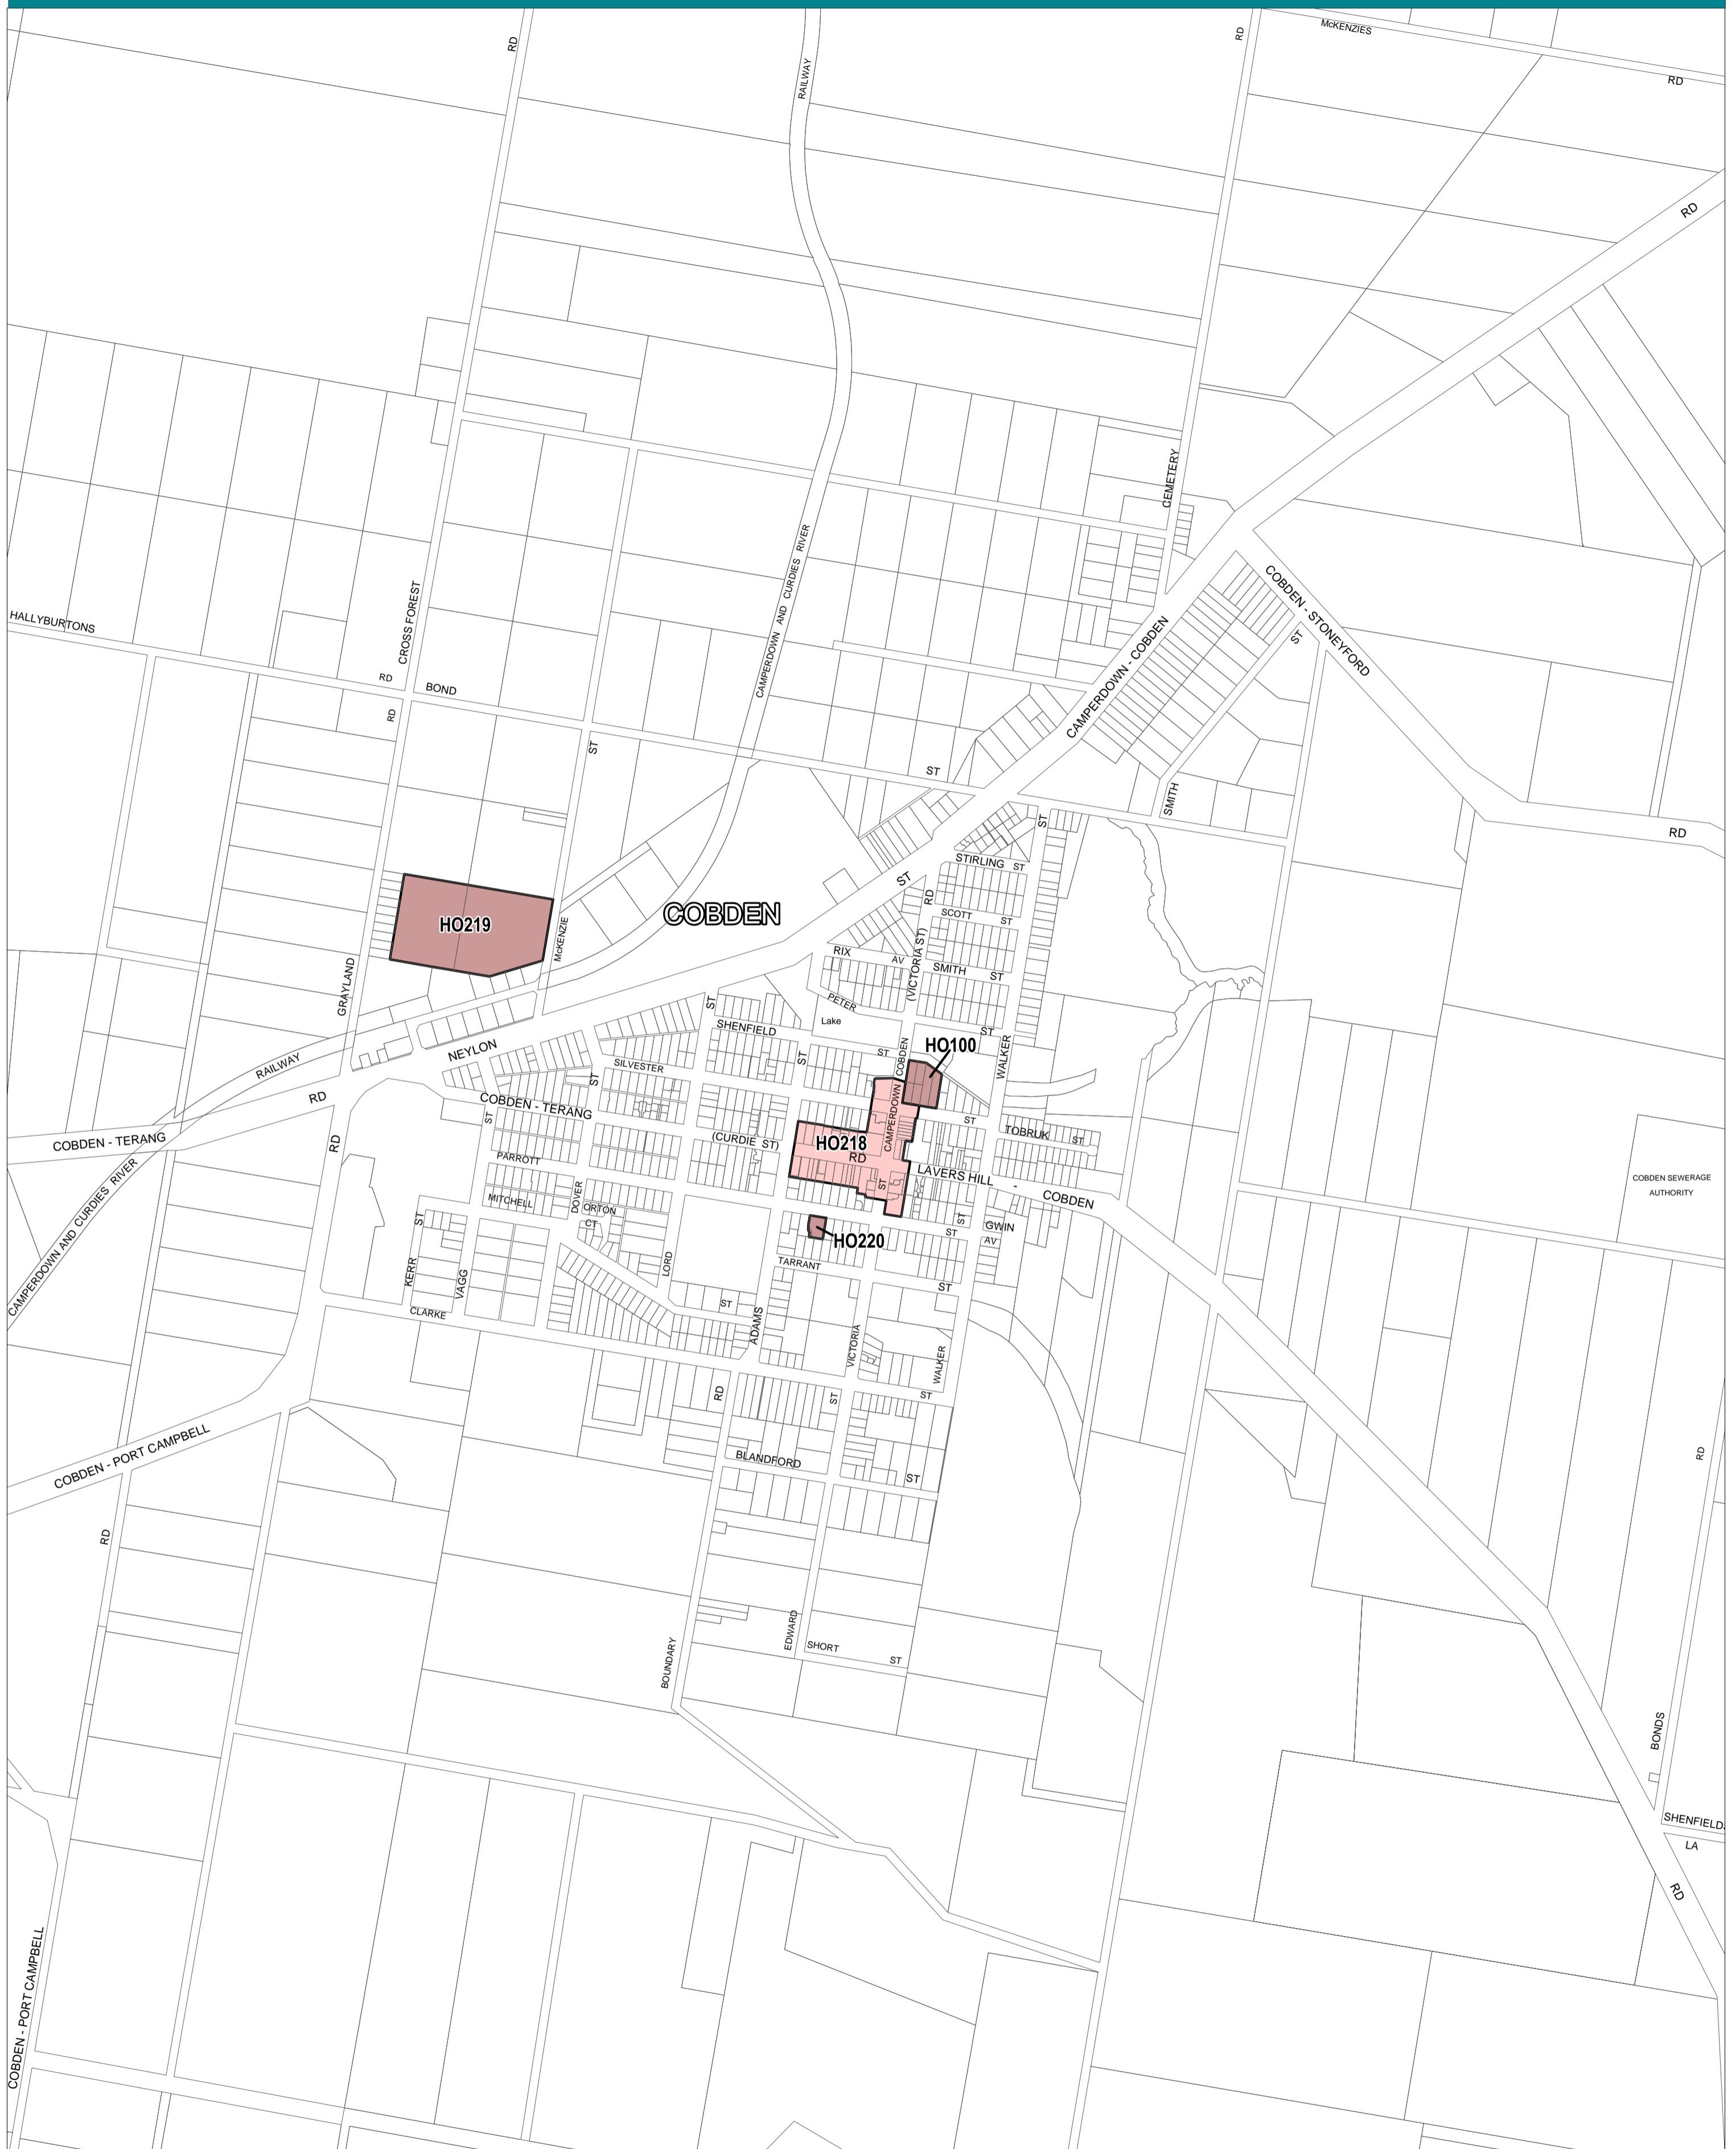 McKENZIES
RD
RD
RD
RAILWAY
RD
RD
CEMETERY
CAMPERDOWN AND CURDIES RIVER
CROSS FOREST
HALLYBURTONS
RD
BOND
RD
COBDEN - STONEYFORD
ST
CAMPERDOWN - COBDEN
ST
ST
SMITH
RD
ST
STIRLING ST
ST
RD
COBDEN
HO219
SCOTT ST
McKENZIE
(VICTORIA ST)
RIX AV
SMITH ST
GRAYLAND
PETER
ST
Lake
ST
SHENFIELD
ST
COBDEN
HO100
WALKER
NEYLON
RAILWAY
SILVESTER
ST
ST
RD
COBDEN - TERANG
ST
CAMPERDOWN
ST
TOBRUK ST
COBDEN - TERANG
RD
(CURDIE ST)
HO218
RD
PARROTT
LAVERS HILL - COBDEN
COBDEN SEWERAGE
AUTHORITY
CAMPERDOWN AND CURDIES RIVER
MITCHELL
DOVER
ORTON
CT
ST
ST
ST
GWIN
AV
ST
HO220
LORD
TARRANT
ST
KERR
VAGG
CLARKE
ST
ADAMS
VICTORIA
WALKER
RD
ST
ST
COBDEN - PORT CAMPBELL
BLANDFORD
ST
RD
RD
EDWARD
SHORT
ST
BOUNDARY
BONDS
SHENFIELDS
LA
RD
COBDEN - PORT CAMPBELL